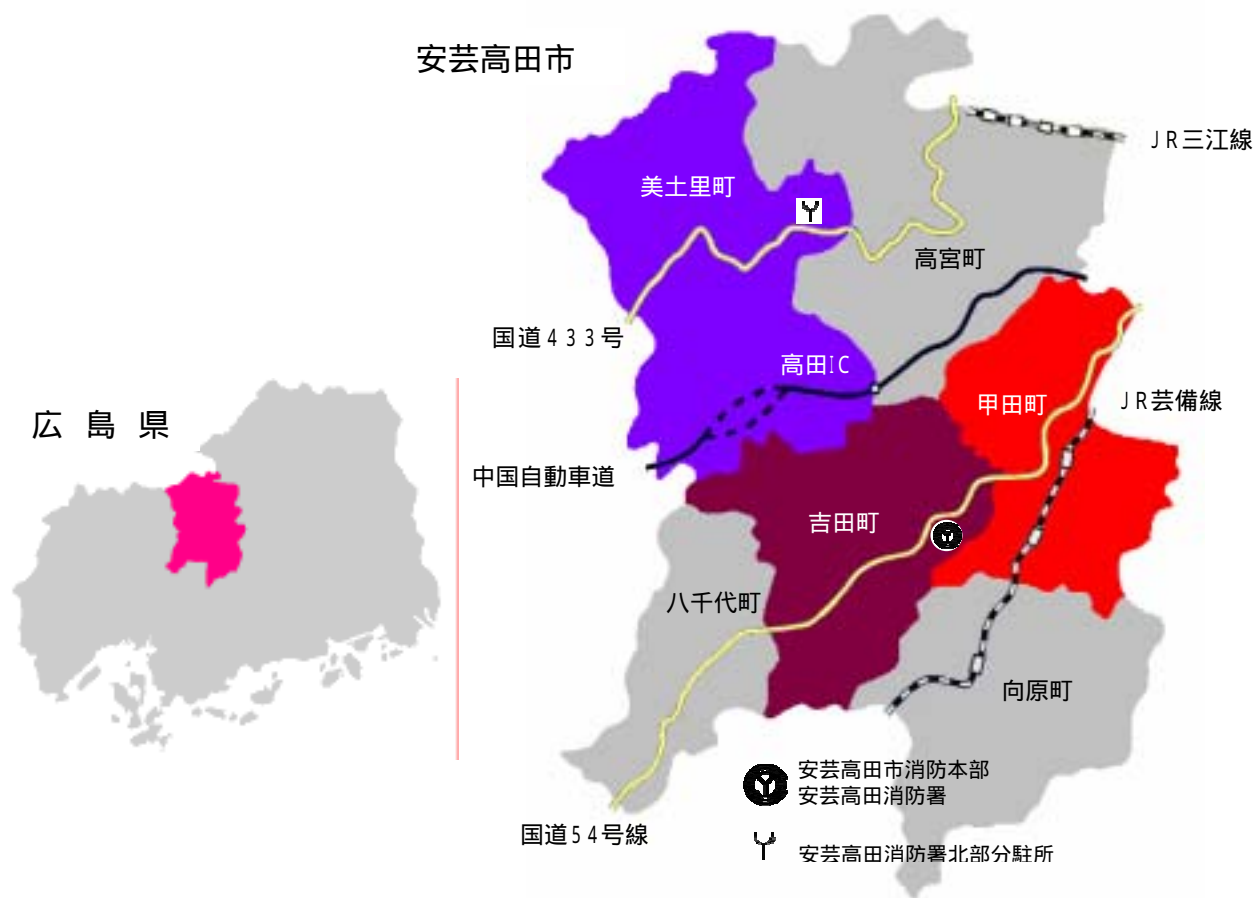 安芸高田市
JR三江線
美土里町
高宮町
国道433号
高田IC
広島県
甲田町
JR芸備線
中国自動車道
吉田町
八千代町
向原町
安芸高田市消防本部
安芸高田消防署
国道54号線
安芸高田消防署北部分駐所